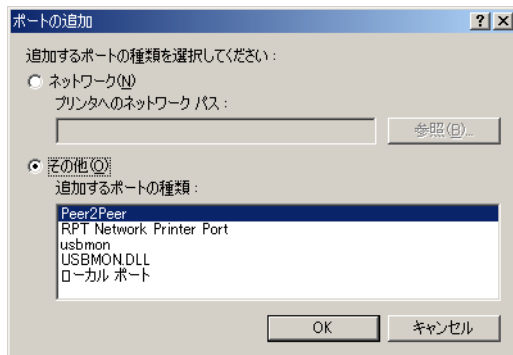 ポートの追加
追加するポートの種類を選択してください:
ネットワーク(N)
プリンタへのネットワーク パス:
参照(B)...
その他(O)
追加するポートの種類:
Peer2Peer
RPT Network Printer Port
usbmon
USBMON.DLL
ローカル ポート
OK キャンセル